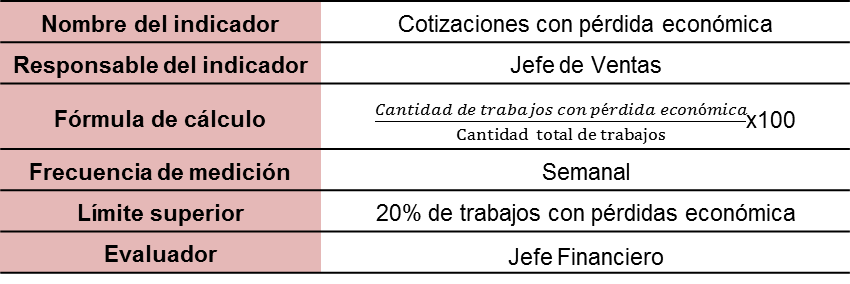 Nombre del indicador Cotizaciones con pérdida económica
Responsable del indicador Jefe de Ventas
Fórmula de cálculo Cantidad de trabajos con pérdida económica
Cantidad total de trabajos
x100
Frecuencia de medición Semanal
Límite superior 20% de trabajos con pérdidas económica
Evaluador Jefe Financiero